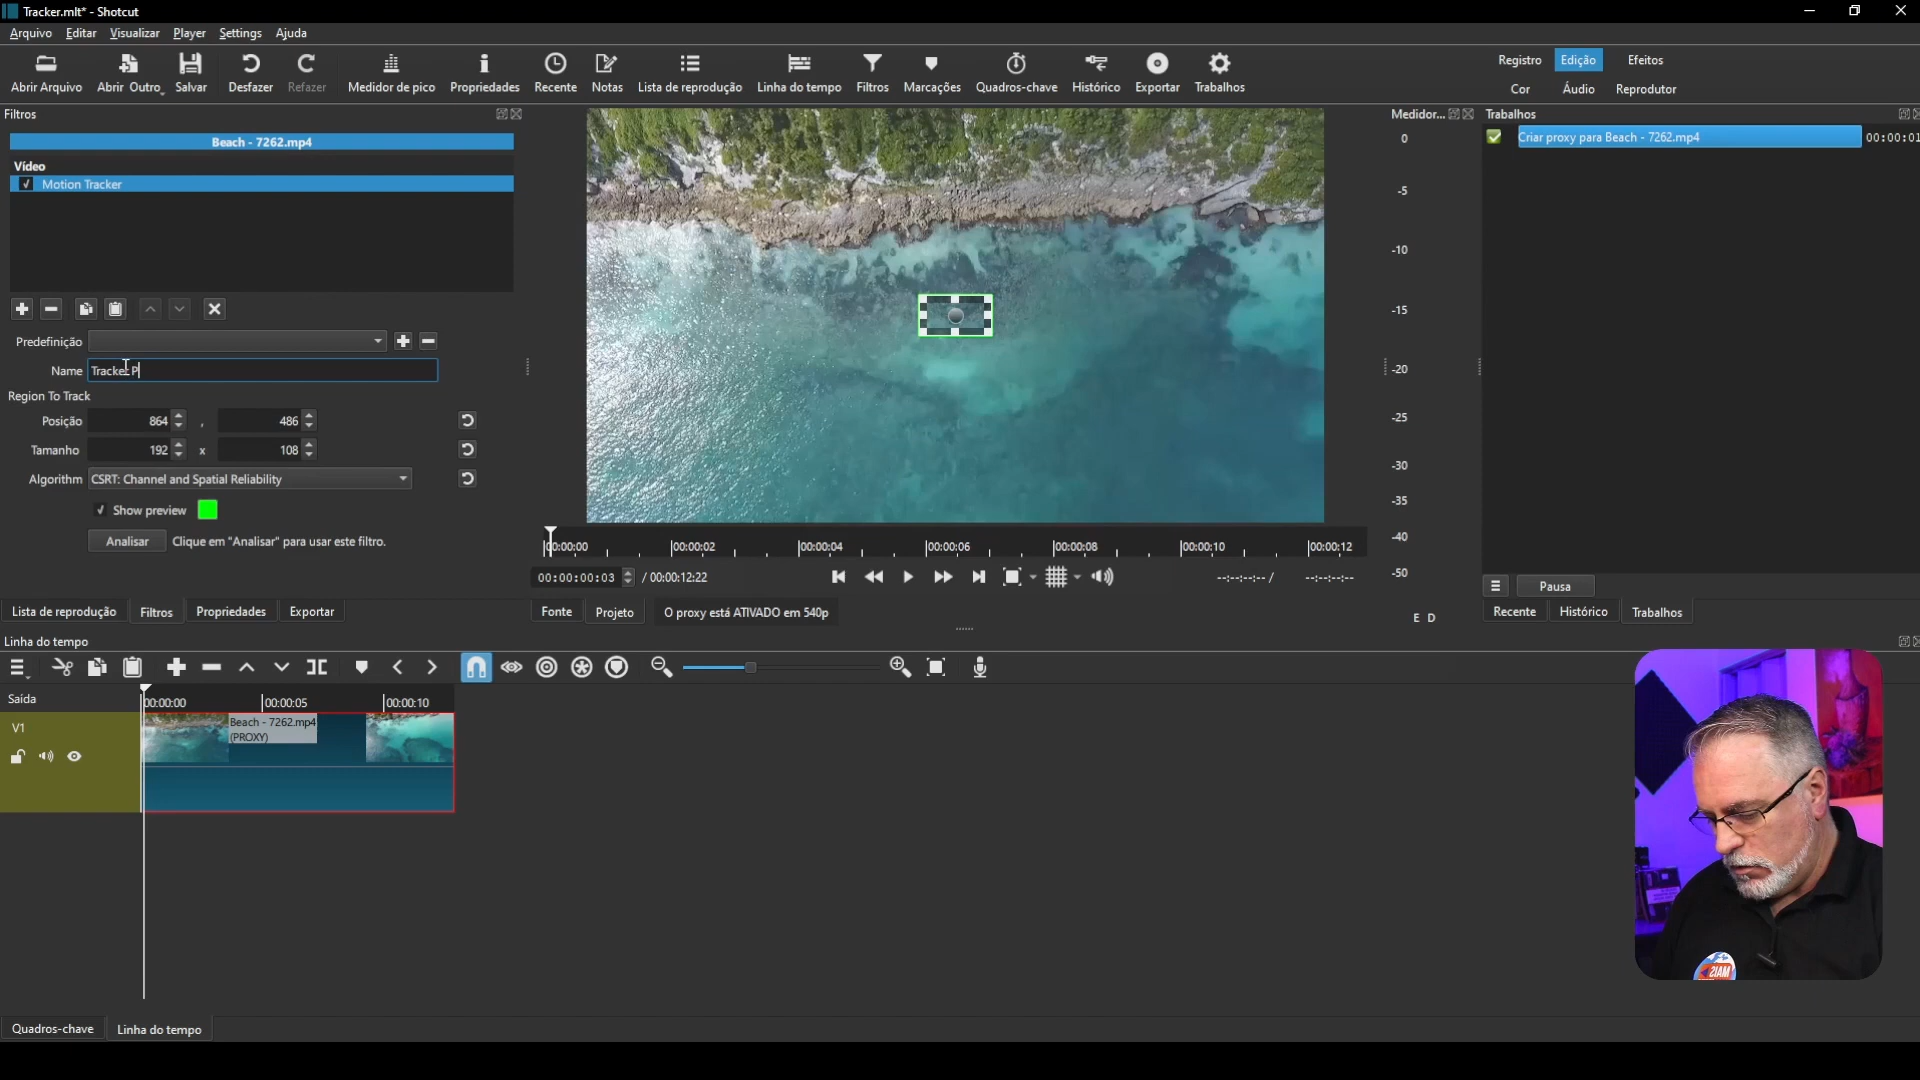 Tracker.mlt* - Shotcut
Arquivo Editar Visualizar Player Settings Ajuda
Abrir Arquivo Abrir Outro Salvar Desfazer Refazer Medidor de pico Propriedades Recente Notas Lista de reprodução Linha do tempo Filtros Marcações Quadros-chave Histórico Exportar Trabalhos
Registro Edição Efeitos
Cor Áudio Reprodutor
Filtros
Beach - 7262.mp4
Vídeo
Motion Tracker
Predefinição
Name Tracker P
Region To Track
Posição 864 , 486
Tamanho 192 x 108
Algorithm CSRT: Channel and Spatial Reliability
Show preview
Analisar Clique em "Analisar" para usar este filtro.
Lista de reprodução Filtros Propriedades Exportar
00:00:00 00:00:02 00:00:04 00:00:06 00:00:08 00:00:10 00:00:12
00:00:00:03 / 00:00:12:22 --:--:--:-- / --:--:--:--
Fonte Projeto O proxy está ATIVADO em 540p
Medidor...
0
-5
-10
-15
-20
-25
-30
-35
-40
-50
E D
Trabalhos
Criar proxy para Beach - 7262.mp4 00:00:01
Pausa
Recente Histórico Trabalhos
Linha do tempo
Saída
00:00:00 00:00:05 00:00:10
V1
Beach - 7262.mp4
(PROXY)
Quadros-chave Linha do tempo